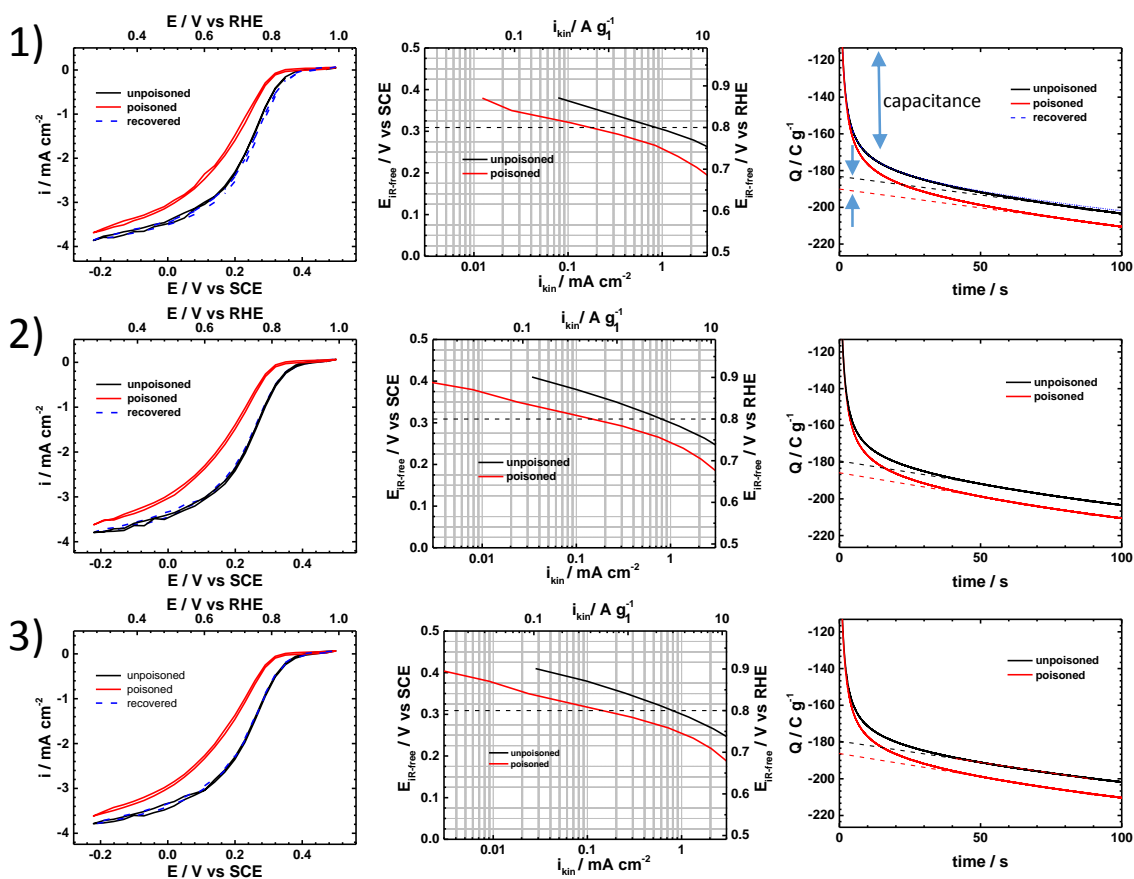 1)
E / V vs RHE
0.4 0.6 0.8 1.0
0
-1
-2
-3
-4
i / mA cm-2
unpoisoned
poisoned
recovered
-0.2 0.0 0.2 0.4
E / V vs SCE
ikin / A g-1
0.1 1 10
0.5
0.4
0.3
0.2
0.1
0.0
EiR-free / V vs SCE
unpoisoned
poisoned
0.9
0.8
0.7
0.6
0.5
EiR-free / V vs RHE
0.01 0.1 1
ikin / mA cm-2
-120
-140
-160
-180
-200
-220
Q / C g-1
capacitance
unpoisoned
poisoned
recovered
0 50 100
time / s
2)
E / V vs RHE
0.4 0.6 0.8 1.0
0
-1
-2
-3
-4
i / mA cm-2
unpoisoned
poisoned
recovered
-0.2 0.0 0.2 0.4
E / V vs SCE
ikin / A g-1
0.1 1 10
0.5
0.4
0.3
0.2
0.1
0.0
EiR-free / V vs SCE
unpoisoned
poisoned
0.9
0.8
0.7
0.6
0.5
EiR-free / V vs RHE
0.01 0.1 1
ikin / mA cm-2
-120
-140
-160
-180
-200
-220
Q / C g-1
unpoisoned
poisoned
0 50 100
time / s
3)
E / V vs RHE
0.4 0.6 0.8 1.0
0
-1
-2
-3
-4
i / mA cm-2
unpoisoned
poisoned
recovered
-0.2 0.0 0.2 0.4
E / V vs SCE
ikin / A g-1
0.1 1 10
0.5
0.4
0.3
0.2
0.1
0.0
EiR-free / V vs SCE
unpoisoned
poisoned
0.9
0.8
0.7
0.6
0.5
EiR-free / V vs RHE
0.01 0.1 1
ikin / mA cm-2
-120
-140
-160
-180
-200
-220
Q / C g-1
unpoisoned
poisoned
0 50 100
time / s